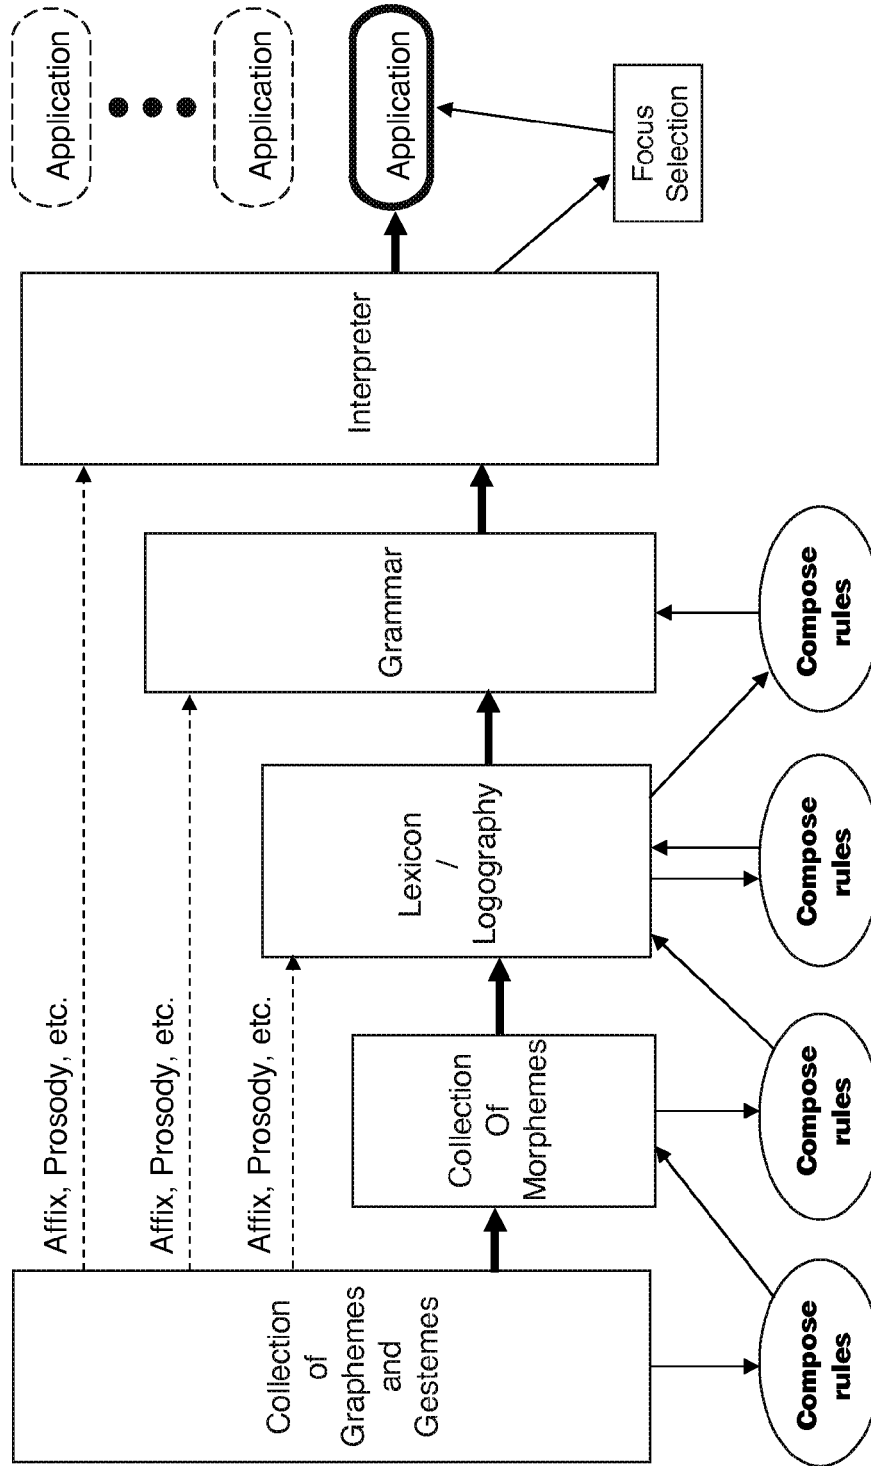 Affix, Prosody, etc.
Affix, Prosody, etc.
Affix, Prosody, etc.
Collection
of
Graphemes
and
Gestemes
Collection
Of
Morphemes
Lexicon
/
Logography
Grammar
Interpreter
Application
Application
Application
Focus
Selection
Compose
rules
Compose
rules
Compose
rules
Compose
rules